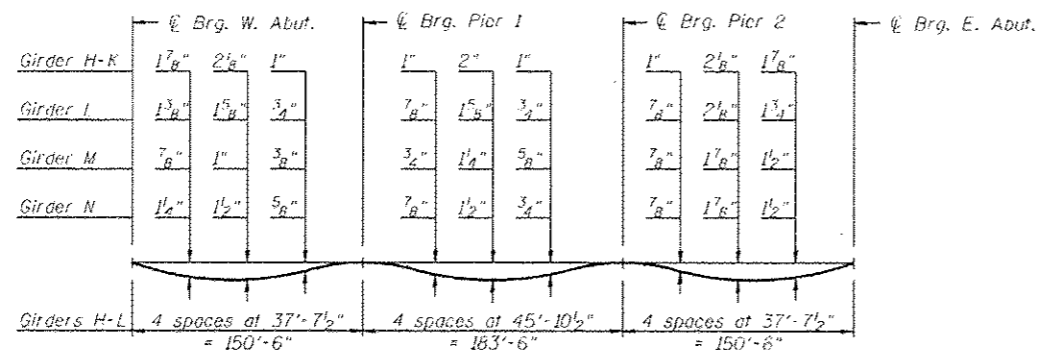 ℄ Brg. W. Abut. ℄ Brg. Pier 1 ℄ Brg. Pier 2 ℄ Brg. E. Abut.
Girder H-K 1⅞" 2⅛" 1" 1" 2" 1" 1" 2⅛" 1⅞"
Girder L 1⅜" 1⅝" ¾" ⅞" 1⅝" ¾" ⅞" 2⅛" 1¾"
Girder M ⅞" 1" ⅜" ¾" 1¼" ⅝" ⅞" 1⅞" 1½"
Girder N 1¼" 1½" ⅝" ⅞" 1½" ¾" ⅞" 1⅞" 1½"
Girders H-L 4 spaces at 37'-7½" 4 spaces at 45'-10½" 4 spaces at 37'-7½"
= 150'-6" = 183'-6" = 150'-6"